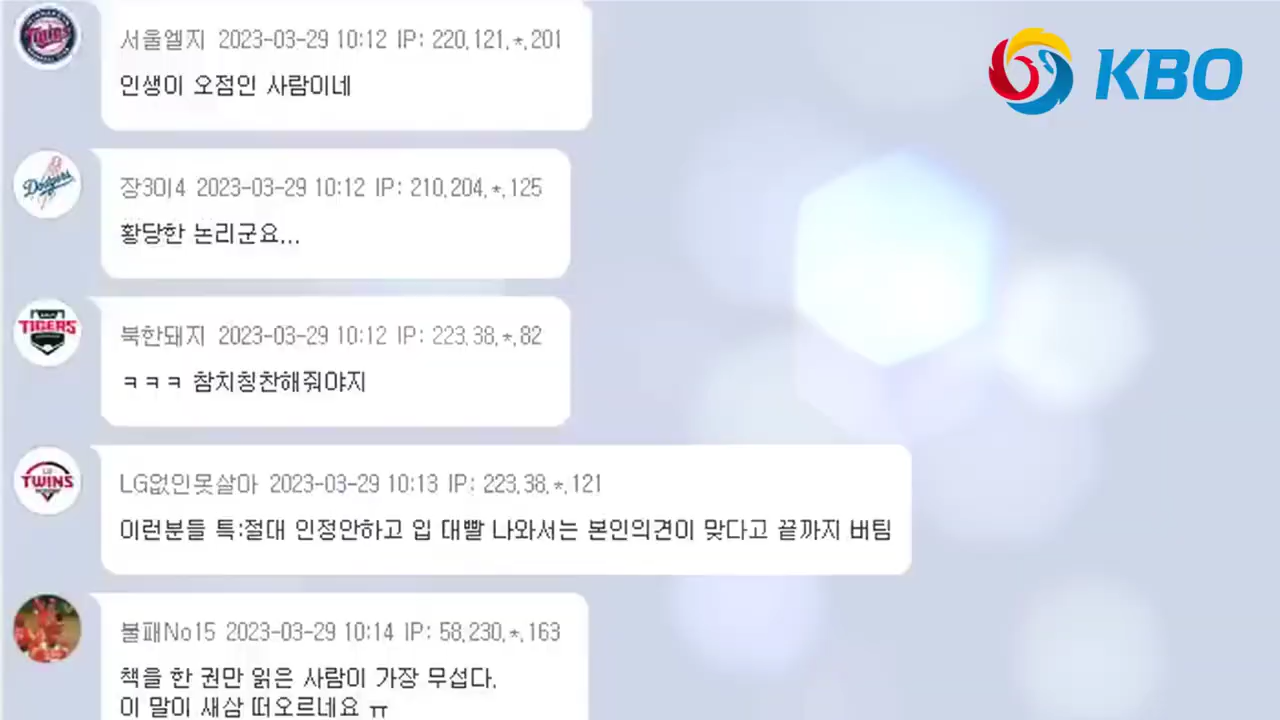 KBO
Twins
서울엘지 2023-03-29 10:12 IP: 220.121.*.201
인생이 오점인 사람이네
Dodgers
장30l4 2023-03-29 10:12 IP: 210.204.*.125
황당한 논리군요...
TIGERS
북한돼지 2023-03-29 10:12 IP: 223.38.*.82
ㅋㅋㅋ 참치칭찬해줘야지
LG
TWINS
LG없인못살아 2023-03-29 10:13 IP: 223.38.*.121
이런분들 특:절대 인정안하고 입 대빨 나와서는 본인의견이 맞다고 끝까지 버팀
불패No15 2023-03-29 10:14 IP: 58.230.*.163
책을 한 권만 읽은 사람이 가장 무섭다.
이 말이 새삼 떠오르네요 ㅠ